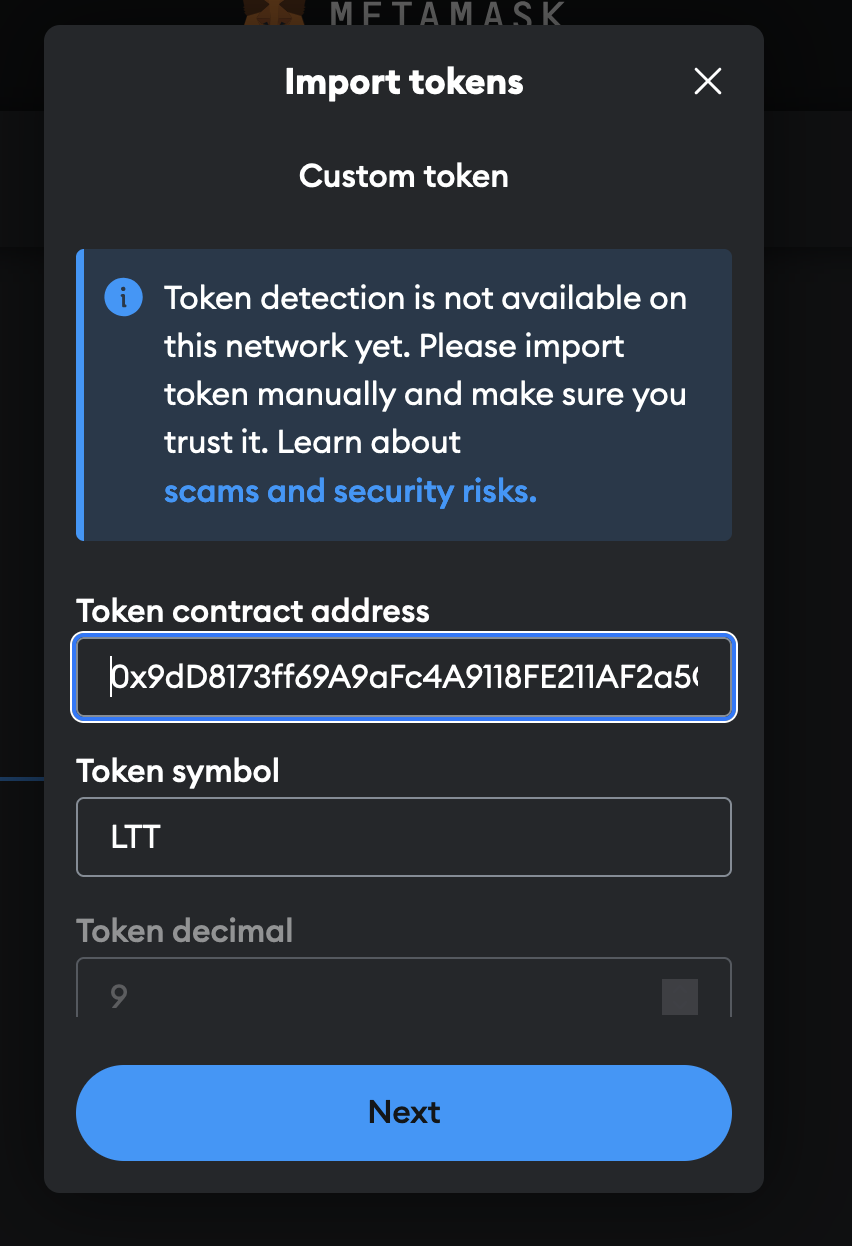 METAMASK
Import tokens
Custom token
Token detection is not available on
this network yet. Please import
token manually and make sure you
trust it. Learn about
scams and security risks.
Token contract address
0x9dD8173ff69A9aFc4A9118FE211AF2a5
Token symbol
LTT
Token decimal
9
Next